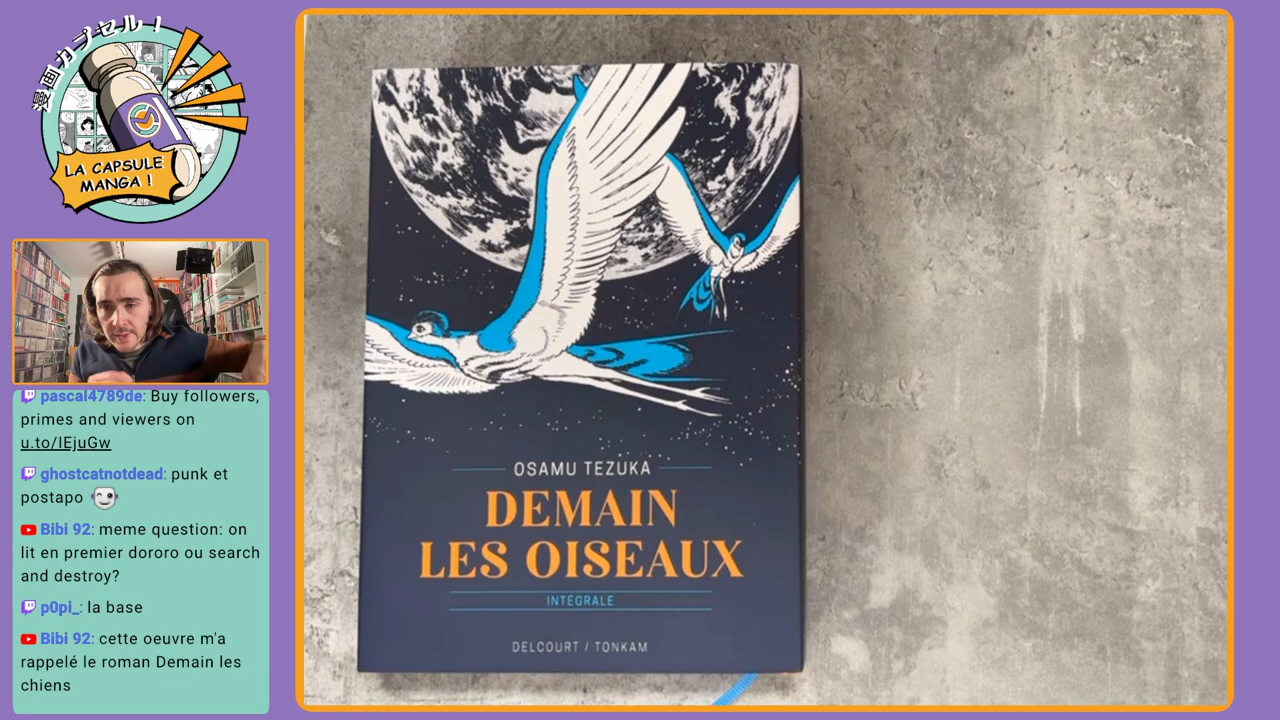 漫画カプセル！
LA CAPSULE
MANGA !
pascal4789de: Buy followers,
primes and viewers on
u.to/IEjuGw
ghostcatnotdead: punk et
postapo
Bibi 92: meme question: on
lit en premier dororo ou search
and destroy?
p0pi_: la base
Bibi 92: cette oeuvre m'a
rappelé le roman Demain les
chiens
OSAMU TEZUKA
DEMAIN
LES OISEAUX
INTÉGRALE
DELCOURT / TONKAM